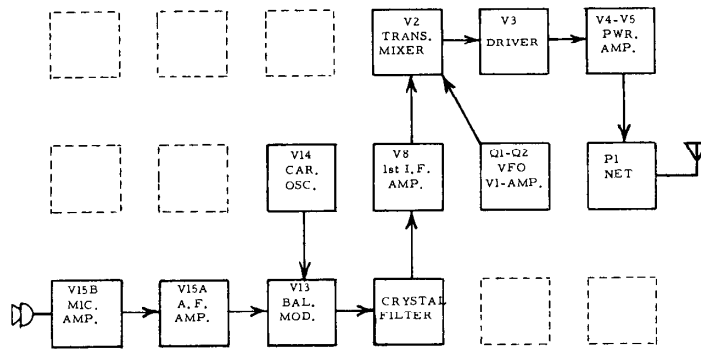 V2
TRANS.
MIXER
V3
DRIVER
V4-V5
PWR.
AMP.
V14
CAR.
OSC.
V8
1st I.F.
AMP.
Q1-Q2
VFO
V1-AMP.
P1
NET
V15B
MIC.
AMP.
V15A
A.F.
AMP.
V13
BAL.
MOD.
CRYSTAL
FILTER